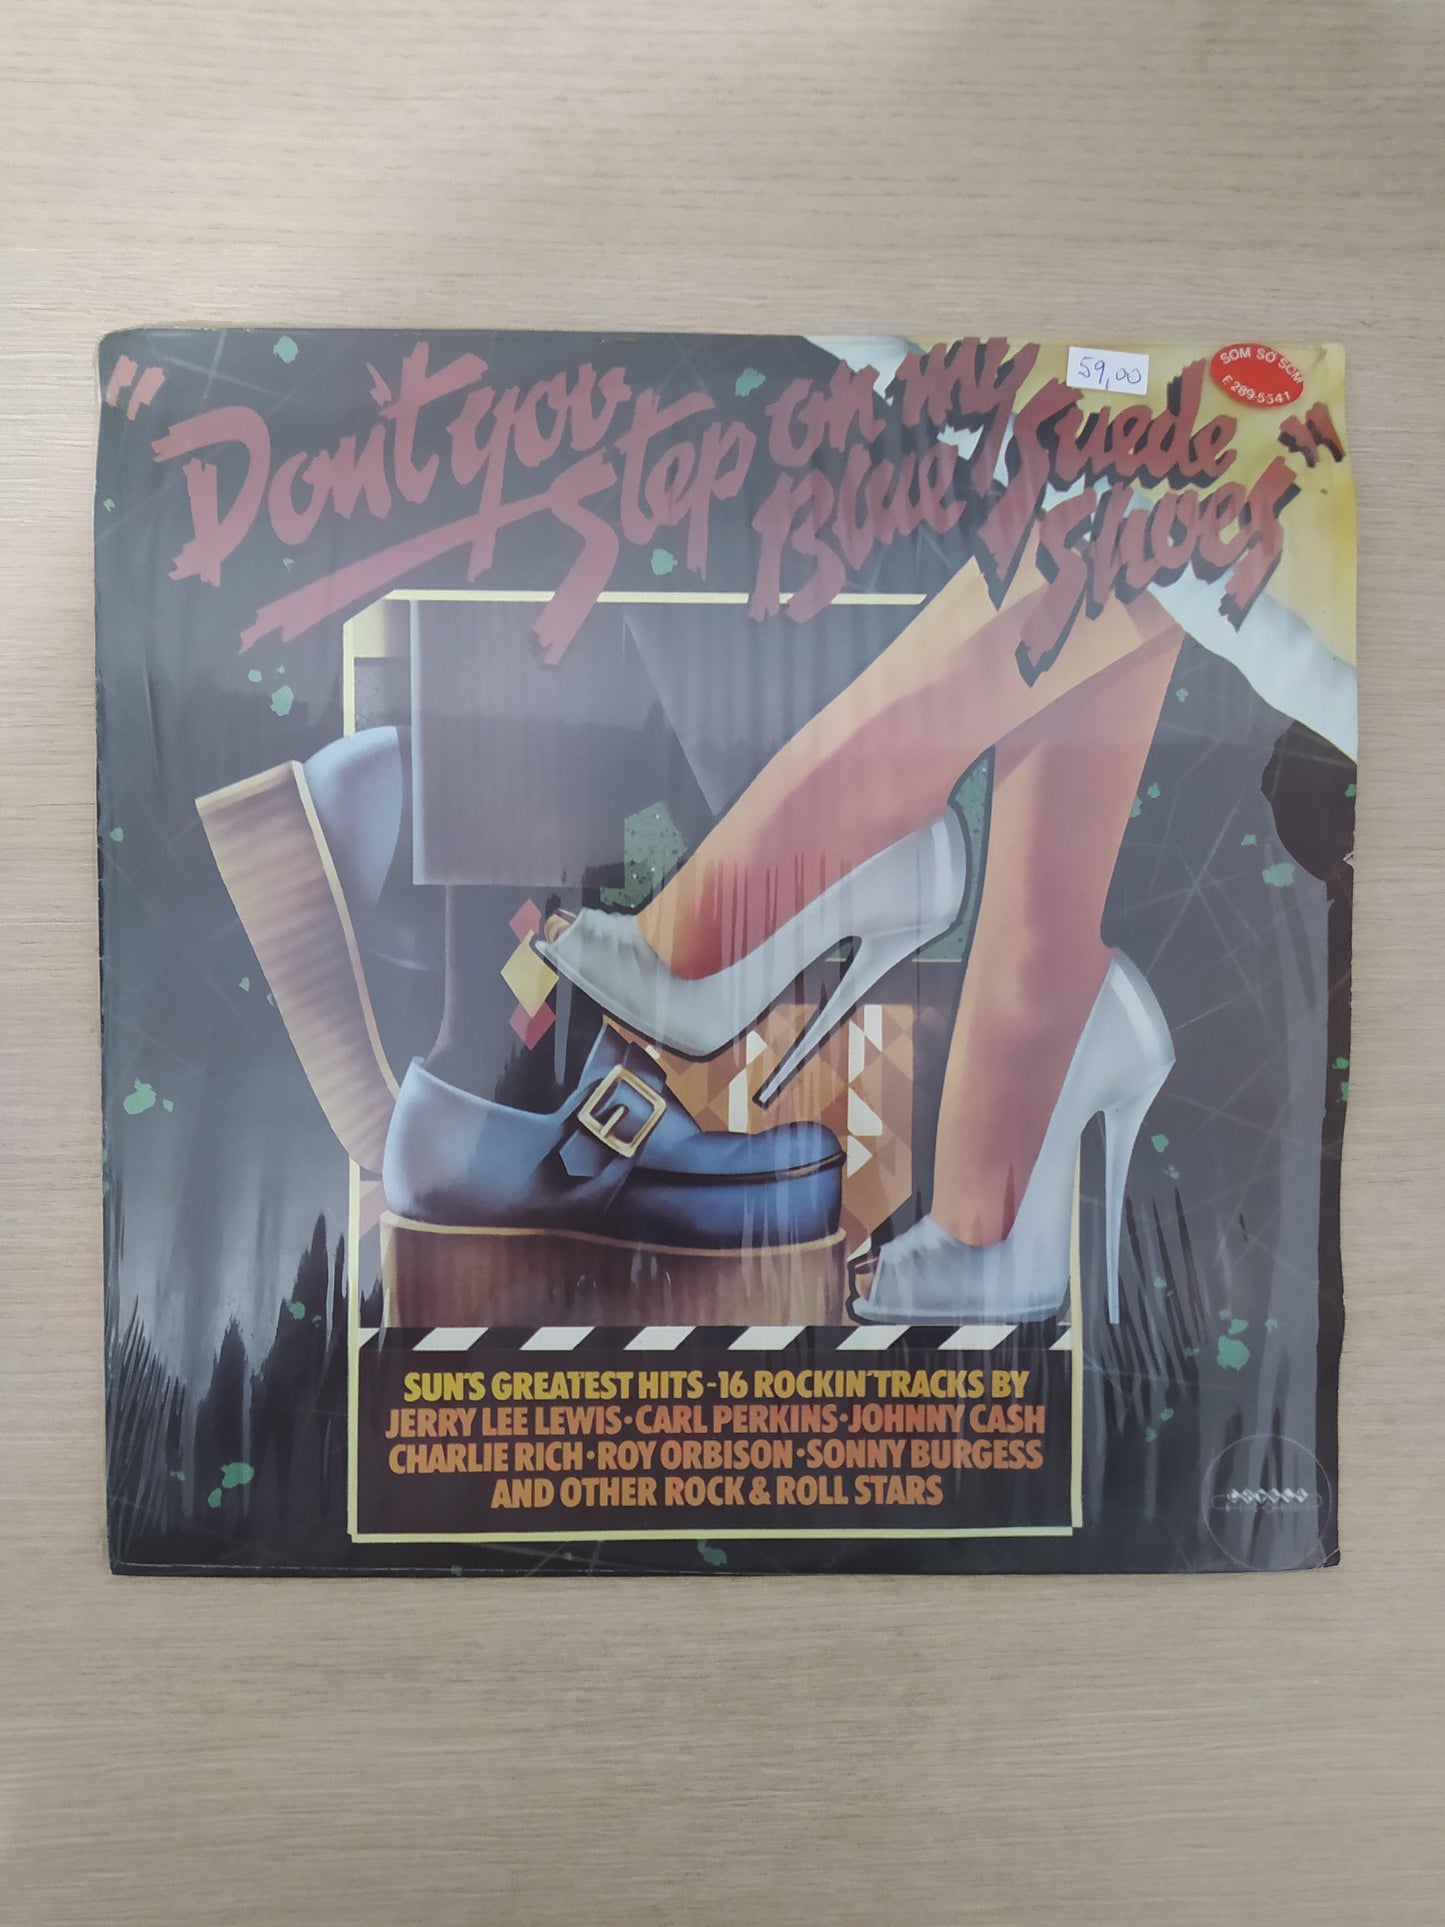 "Don't you
Step on my
Blue Suede
Shoes"
59,00
SOM SO SOM
F 289-5541
SUN'S GREATEST HITS-16 ROCKIN' TRACKS BY
JERRY LEE LEWIS·CARL PERKINS·JOHNNY CASH
CHARLIE RICH·ROY ORBISON·SONNY BURGESS
AND OTHER ROCK & ROLL STARS